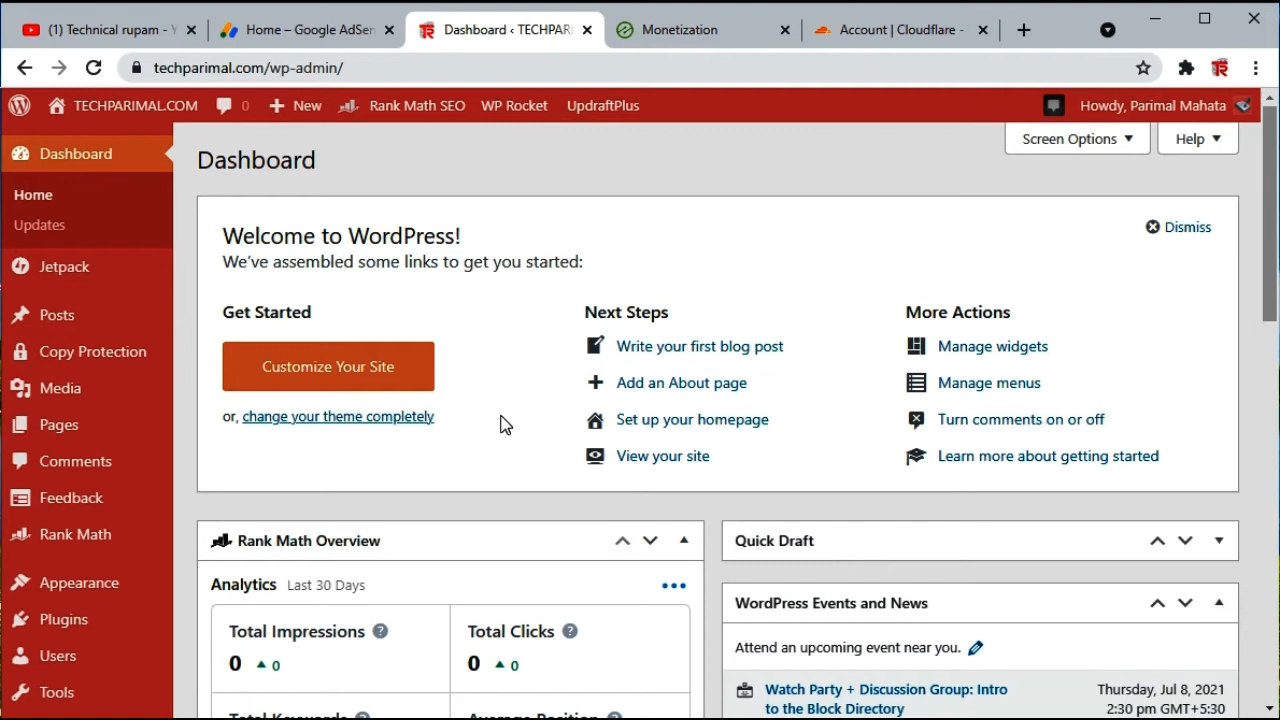 (1) Technical rupam - Y
Home – Google AdSen
Dashboard ‹ TECHPARI
Monetization
Account | Cloudflare -
techparimal.com/wp-admin/
TECHPARIMAL.COM 0 New Rank Math SEO WP Rocket UpdraftPlus Howdy, Parimal Mahata
Screen Options Help
Dashboard
Home
Updates
Jetpack
Posts
Copy Protection
Media
Pages
Comments
Feedback
Rank Math
Appearance
Plugins
Users
Tools
Dashboard
Welcome to WordPress!
We've assembled some links to get you started:
Dismiss
Get Started
Customize Your Site
or, change your theme completely
Next Steps
Write your first blog post
Add an About page
Set up your homepage
View your site
More Actions
Manage widgets
Manage menus
Turn comments on or off
Learn more about getting started
Rank Math Overview
Analytics Last 30 Days
Total Impressions
0 0
Total Clicks
0 0
Total Keywords
Average Position
Quick Draft
WordPress Events and News
Attend an upcoming event near you.
Watch Party + Discussion Group: Intro
to the Block Directory
Thursday, Jul 8, 2021
2:30 pm GMT+5:30